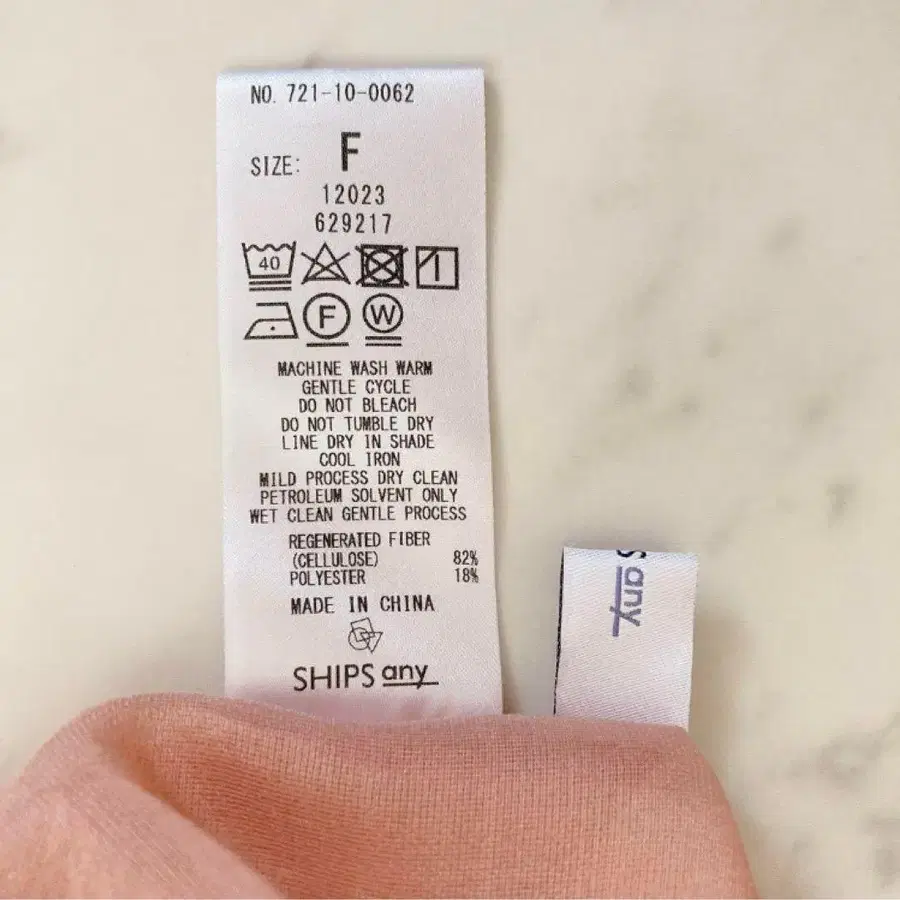 NO. 721-10-0062
SIZE: F
12023
629217
40
F W
MACHINE WASH WARM
GENTLE CYCLE
DO NOT BLEACH
DO NOT TUMBLE DRY
LINE DRY IN SHADE
COOL IRON
MILD PROCESS DRY CLEAN
PETROLEUM SOLVENT ONLY
WET CLEAN GENTLE PROCESS
REGENERATED FIBER
(CELLULOSE) 82%
POLYESTER 18%
MADE IN CHINA
SHIPS any
S any